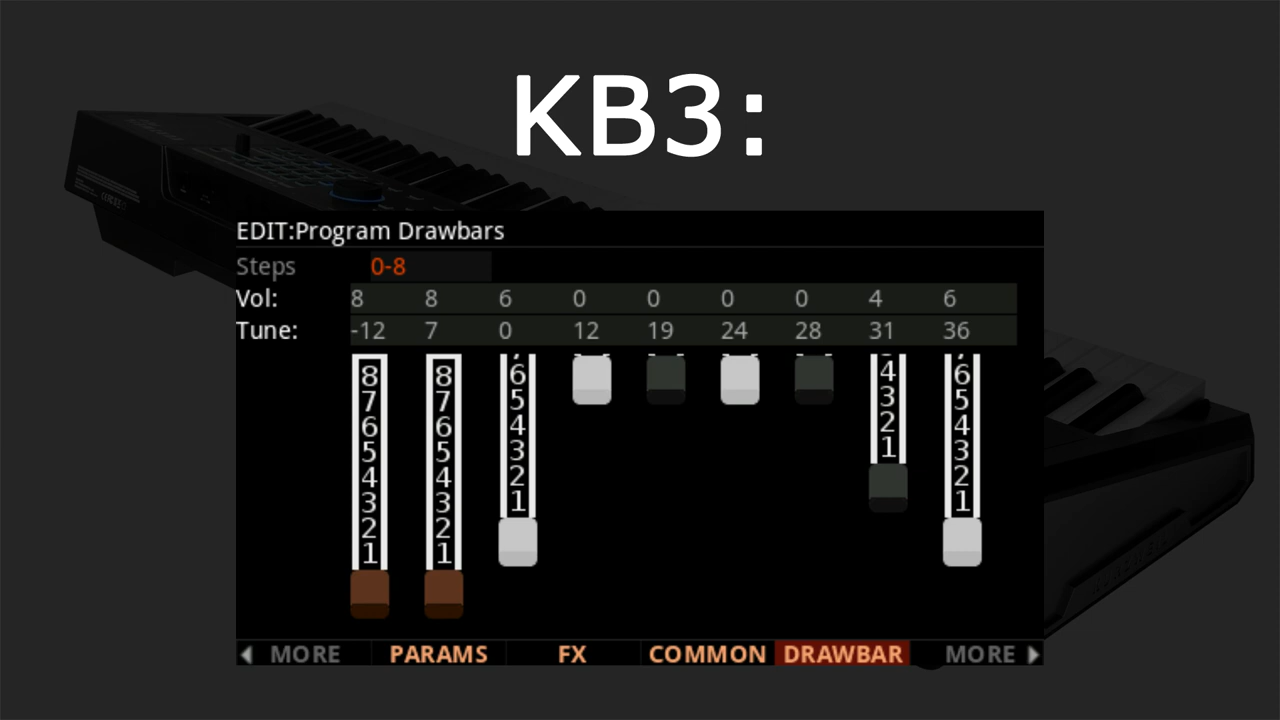 KB3:
EDIT:Program Drawbars
Steps 0-8
Vol: 8 8 6 0 0 0 0 4 6
Tune: -12 7 0 12 19 24 28 31 36
8 8 6 4 6
7 7 5 3 5
6 6 4 2 4
5 5 3 1 3
4 4 2 2
3 3 1 1
2 2
1 1
MORE PARAMS FX COMMON DRAWBAR MORE